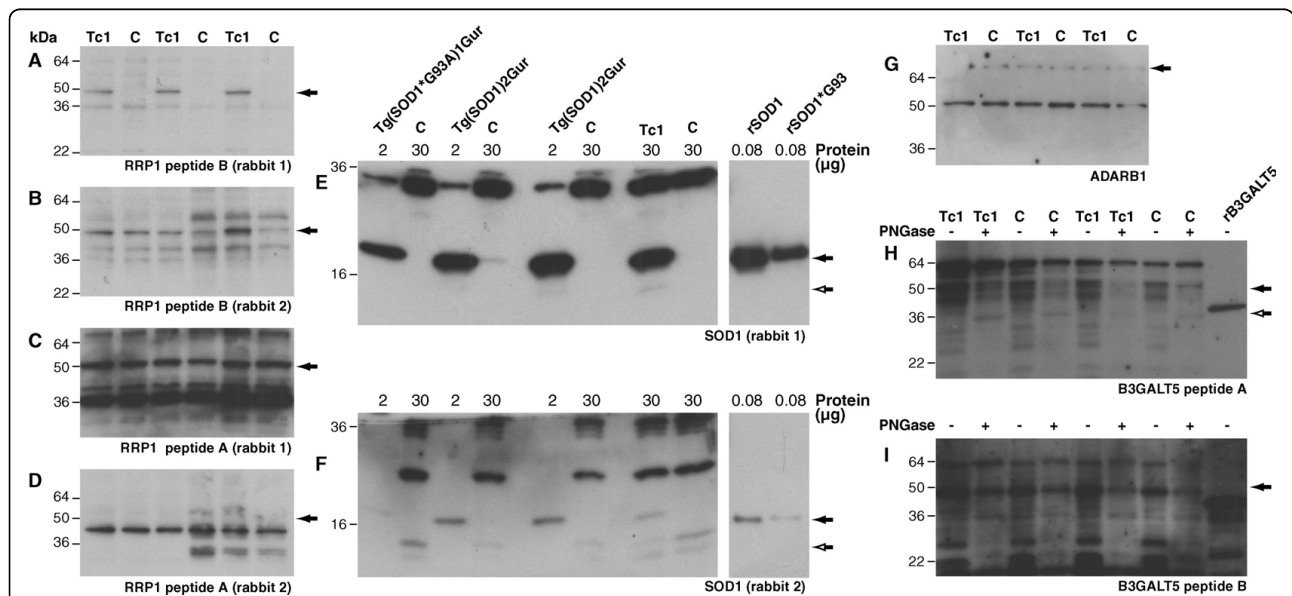 kDa
Tc1 C Tc1 C Tc1 C
A
64
50
36
22
RRP1 peptide B (rabbit 1)
B
64
50
36
22
RRP1 peptide B (rabbit 2)
C
64
50
36
RRP1 peptide A (rabbit 1)
D
64
50
36
RRP1 peptide A (rabbit 2)
Tg(SOD1*G93A)1Gur C Tg(SOD1)2Gur C Tg(SOD1)2Gur C Tc1 C rSOD1 rSOD1*G93
2 30 2 30 2 30 30 30 0.08 0.08 Protein
(µg)
E
36
16
SOD1 (rabbit 1)
2 30 2 30 2 30 30 30 0.08 0.08 Protein
(µg)
F
36
16
SOD1 (rabbit 2)
Tc1 C Tc1 C Tc1 C
G
64
50
36
ADARB1
Tc1 Tc1 C C Tc1 Tc1 C C rB3GALT5
PNGase - + - + - + - + -
H
64
50
36
22
B3GALT5 peptide A
PNGase - + - + - + - + -
I
64
50
36
22
B3GALT5 peptide B